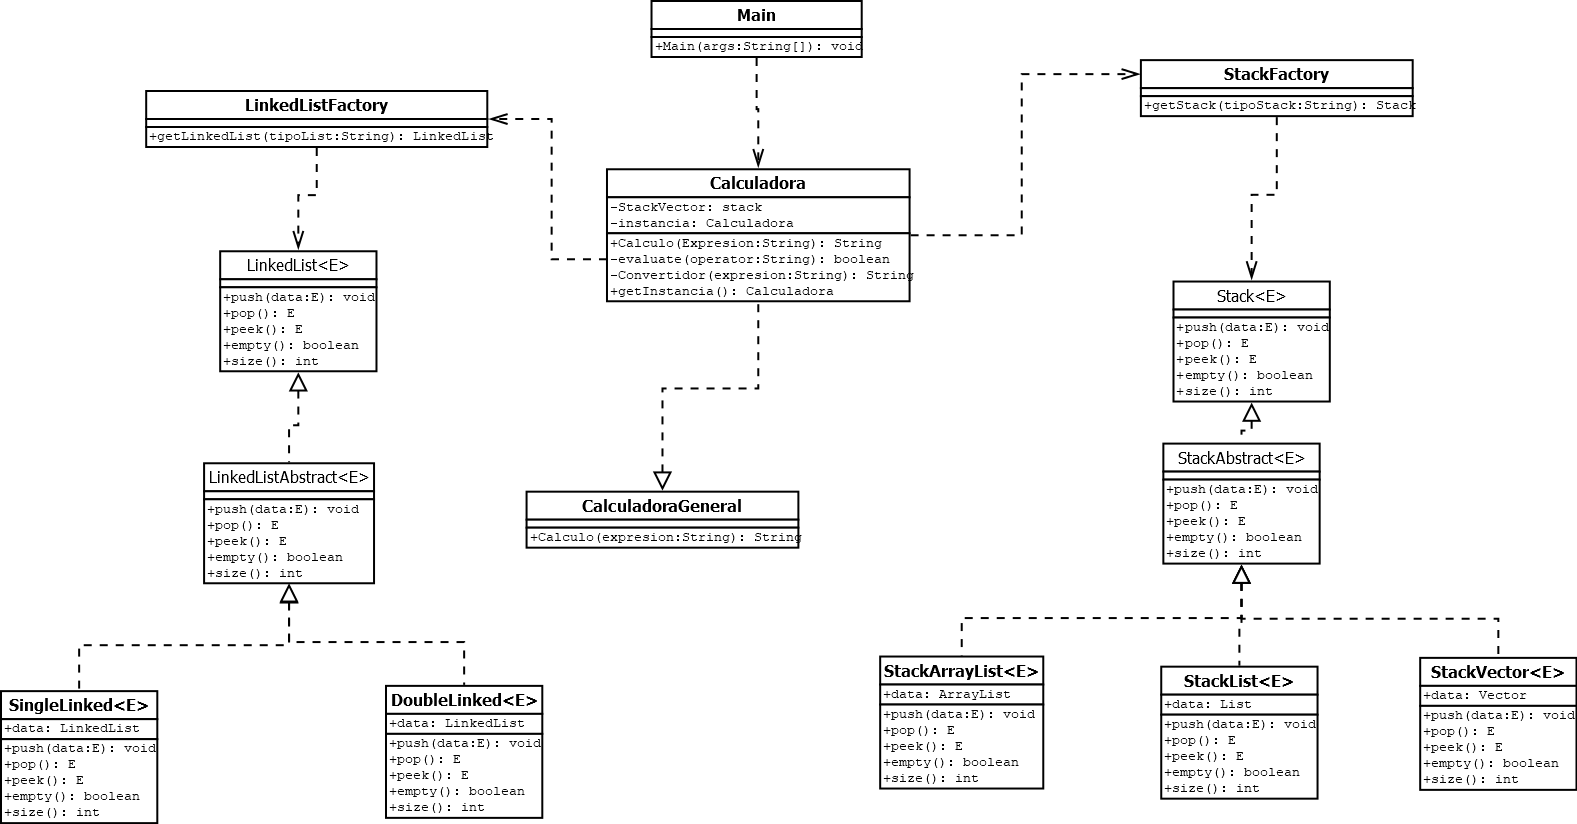 Main
+Main(args:String[]): void
LinkedListFactory
+getLinkedList(tipoList:String): LinkedList
StackFactory
+getStack(tipoStack:String): Stack
Calculadora
-StackVector: stack
-instancia: Calculadora
+Calculo(Expresion:String): String
-evaluate(operator:String): boolean
-Convertidor(expresion:String): String
+getInstancia(): Calculadora
LinkedList<E>
+push(data:E): void
+pop(): E
+peek(): E
+empty(): boolean
+size(): int
Stack<E>
+push(data:E): void
+pop(): E
+peek(): E
+empty(): boolean
+size(): int
LinkedListAbstract<E>
+push(data:E): void
+pop(): E
+peek(): E
+empty(): boolean
+size(): int
CalculadoraGeneral
+Calculo(expresion:String): String
StackAbstract<E>
+push(data:E): void
+pop(): E
+peek(): E
+empty(): boolean
+size(): int
SingleLinked<E>
+data: LinkedList
+push(data:E): void
+pop(): E
+peek(): E
+empty(): boolean
+size(): int
DoubleLinked<E>
+data: LinkedList
+push(data:E): void
+pop(): E
+peek(): E
+empty(): boolean
+size(): int
StackArrayList<E>
+data: ArrayList
+push(data:E): void
+pop(): E
+peek(): E
+empty(): boolean
+size(): int
StackList<E>
+data: List
+push(data:E): void
+pop(): E
+peek(): E
+empty(): boolean
+size(): int
StackVector<E>
+data: Vector
+push(data:E): void
+pop(): E
+peek(): E
+empty(): boolean
+size(): int